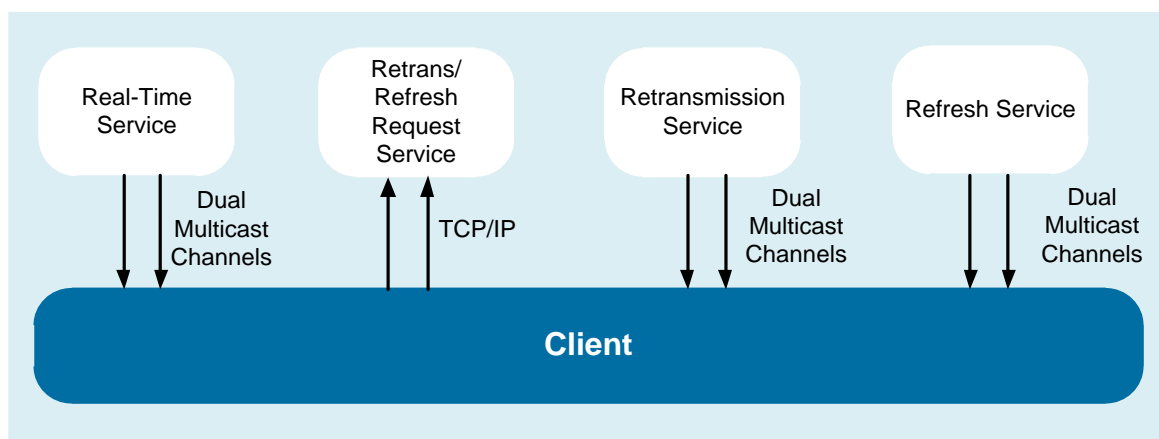 Real-Time
Service
Retrans/
Refresh
Request
Service
Retransmission
Service
Refresh Service
Dual
Multicast
Channels
TCP/IP
Dual
Multicast
Channels
Dual
Multicast
Channels
Client